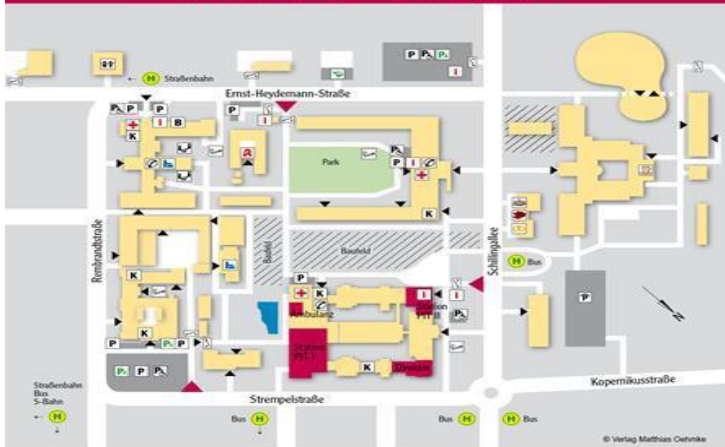 P P P
I
H Straßenbahn
Ernst-Heydemann-Straße
P P P
P
I B
I
K
Park
P
P I
K
Rembrandtstraße
Baufeld
Baufeld
Schillingallee
H Bus
P
K
K
P
K
Ambulanz
I
I
Station
P
Station
K
Direktion
P
P P P
N
Kopernikusstraße
Strempelstraße
Straßenbahn
Bus
S-Bahn
H
Bus H
Bus H
H Bus
© Verlag Matthias Oehmke